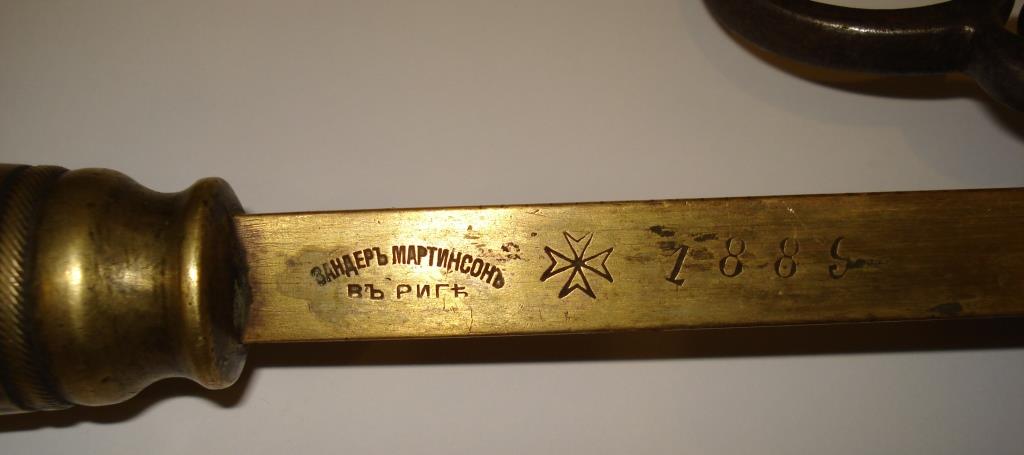 ЗАНДЕРЪ МАРТИНСОНЪ
ВЪ РИГѢ
1889